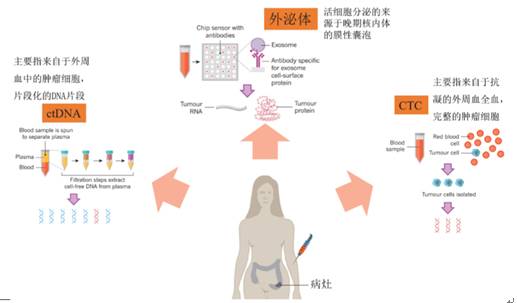 外泌体
活细胞分泌的来
源于晚期核内体
的膜性囊泡
Chip sensor with
antibodies
Exosome
Antibody specific
for exosome
cell-surface
protein
Tumour
RNA
Tumour
protein
主要指来自于外周
血中的肿瘤细胞，
片段化的DNA片段
ctDNA
Blood sample is spun
to separate plasma
Plasma
Blood
Filtration steps extract
cell-free DNA from plasma
主要指来自于抗
凝的外周血全血，
完整的肿瘤细胞
CTC
Blood
sample
Red blood
cell
Tumour cell
Tumour cells isolated
病灶